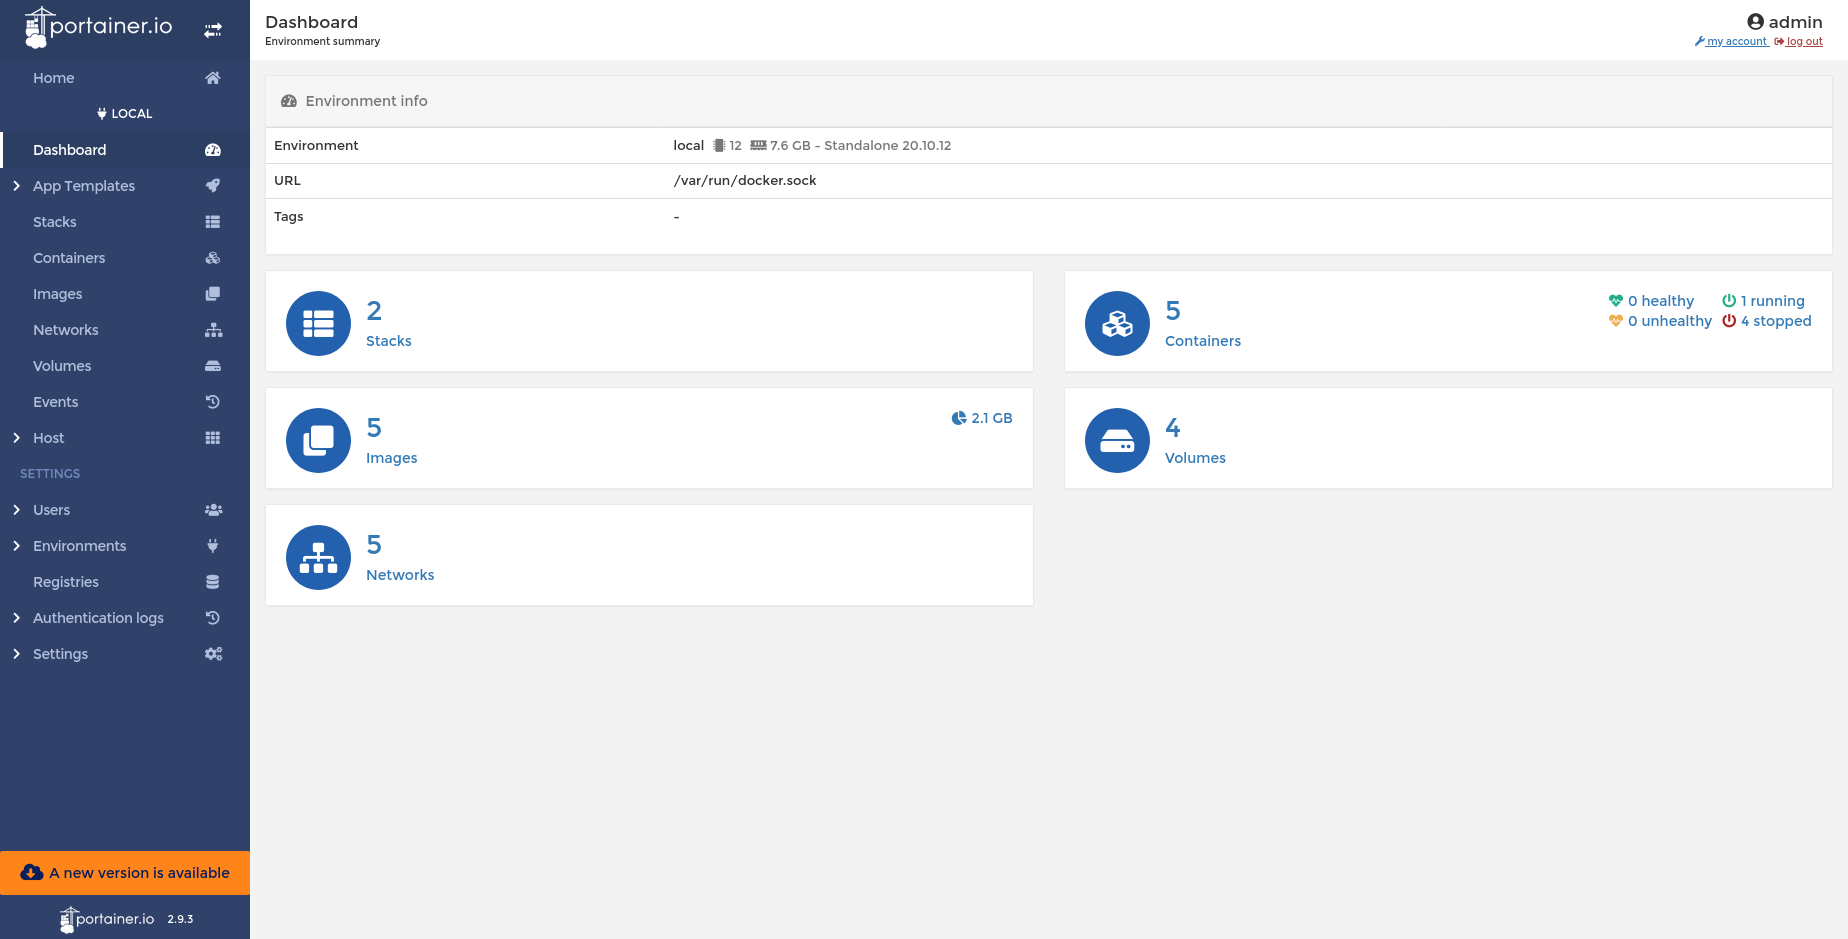 portainer.io
Home
LOCAL
Dashboard
App Templates
Stacks
Containers
Images
Networks
Volumes
Events
Host
SETTINGS
Users
Environments
Registries
Authentication logs
Settings
A new version is available
portainer.io 2.9.3
Dashboard
Environment summary
admin
my account log out
Environment info
Environment local 12 7.6 GB - Standalone 20.10.12
URL /var/run/docker.sock
Tags -
2
Stacks
5
Containers
0 healthy 1 running
0 unhealthy 4 stopped
5
Images
2.1 GB
4
Volumes
5
Networks